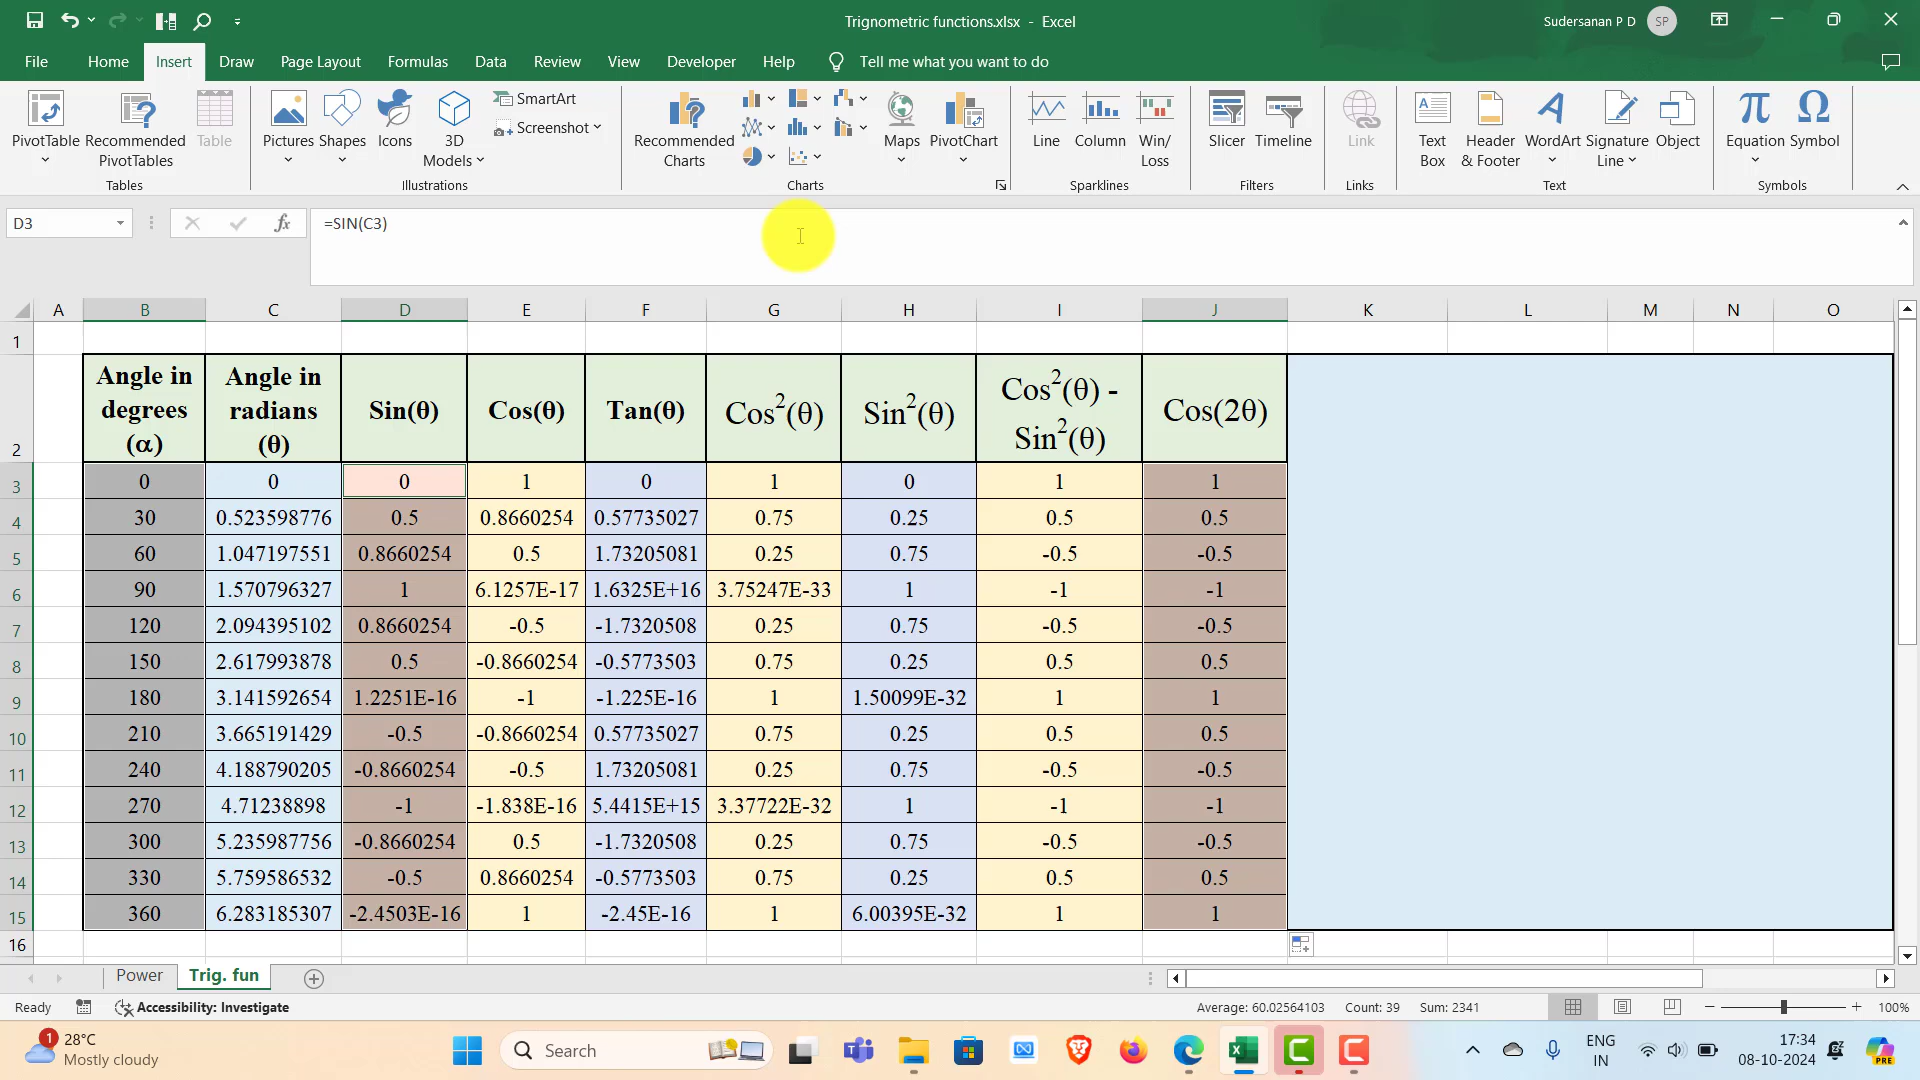 Trignometric functions.xlsx - Excel
Sudersanan P D SP
File Home Insert Draw Page Layout Formulas Data Review View Developer Help Tell me what you want to do
PivotTable Recommended PivotTables Table
Tables
Pictures Shapes Icons 3D Models SmartArt Screenshot
Illustrations
Recommended Charts Maps PivotChart
Charts
Line Column Win/Loss
Sparklines
Slicer Timeline
Filters
Link
Links
Text Box Header & Footer WordArt Signature Line Object
Text
Equation Symbol
Symbols
D3 fx =SIN(C3)
A B C D E F G H I J K L M N O
1
2 Angle in degrees (α) Angle in radians (θ) Sin(θ) Cos(θ) Tan(θ) Cos²(θ) Sin²(θ) Cos²(θ) - Sin²(θ) Cos(2θ)
3 0 0 0 1 0 1 0 1 1
4 30 0.523598776 0.5 0.8660254 0.57735027 0.75 0.25 0.5 0.5
5 60 1.047197551 0.8660254 0.5 1.73205081 0.25 0.75 -0.5 -0.5
6 90 1.570796327 1 6.1257E-17 1.6325E+16 3.75247E-33 1 -1 -1
7 120 2.094395102 0.8660254 -0.5 -1.7320508 0.25 0.75 -0.5 -0.5
8 150 2.617993878 0.5 -0.8660254 -0.5773503 0.75 0.25 0.5 0.5
9 180 3.141592654 1.2251E-16 -1 -1.225E-16 1 1.50099E-32 1 1
10 210 3.665191429 -0.5 -0.8660254 0.57735027 0.75 0.25 0.5 0.5
11 240 4.188790205 -0.8660254 -0.5 1.73205081 0.25 0.75 -0.5 -0.5
12 270 4.71238898 -1 -1.838E-16 5.4415E+15 3.37722E-32 1 -1 -1
13 300 5.235987756 -0.8660254 0.5 -1.7320508 0.25 0.75 -0.5 -0.5
14 330 5.759586532 -0.5 0.8660254 -0.5773503 0.75 0.25 0.5 0.5
15 360 6.283185307 -2.4503E-16 1 -2.45E-16 1 6.00395E-32 1 1
16
Power Trig. fun
Ready Accessibility: Investigate Average: 60.02564103 Count: 39 Sum: 2341 100%
1 28°C
Mostly cloudy
Search
ENG
IN
17:34
08-10-2024
PRE